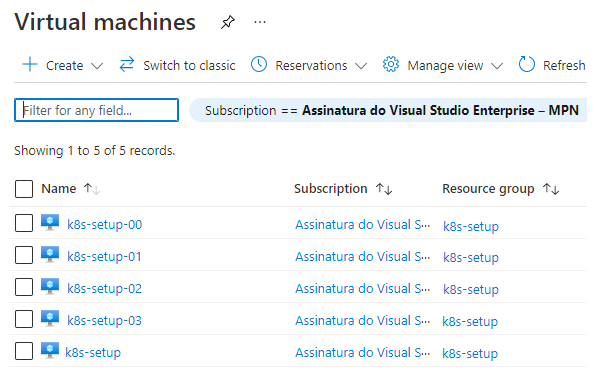 Virtual machines ...
Create Switch to classic Reservations Manage view Refresh
Filter for any field... Subscription == Assinatura do Visual Studio Enterprise – MPN
Showing 1 to 5 of 5 records.
Name Subscription Resource group
k8s-setup-00 Assinatura do Visual S... k8s-setup
k8s-setup-01 Assinatura do Visual S... k8s-setup
k8s-setup-02 Assinatura do Visual S... k8s-setup
k8s-setup-03 Assinatura do Visual S... k8s-setup
k8s-setup Assinatura do Visual S... k8s-setup